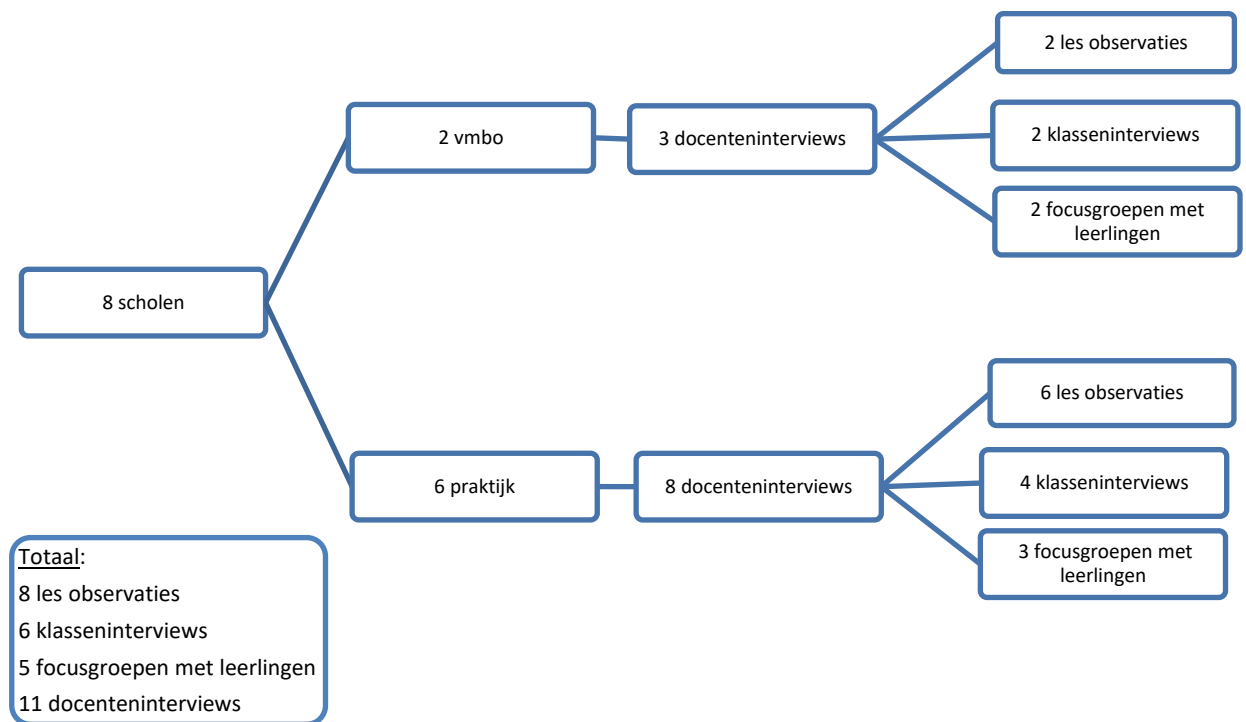 8 scholen
2 vmbo
3 docenteninterviews
2 les observaties
2 klasseninterviews
2 focusgroepen met
leerlingen
6 praktijk
8 docenteninterviews
6 les observaties
4 klasseninterviews
3 focusgroepen met
leerlingen
Totaal:
8 les observaties
6 klasseninterviews
5 focusgroepen met leerlingen
11 docenteninterviews